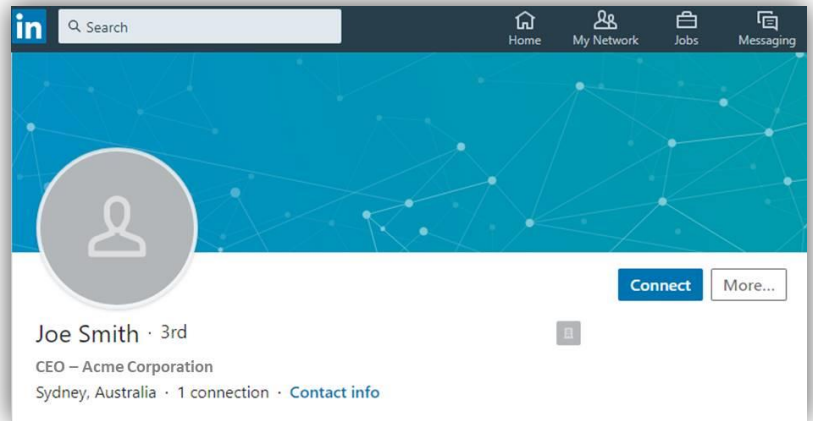 in Search Home My Network Jobs Messaging
Connect More...
Joe Smith · 3rd
CEO – Acme Corporation
Sydney, Australia · 1 connection · Contact info